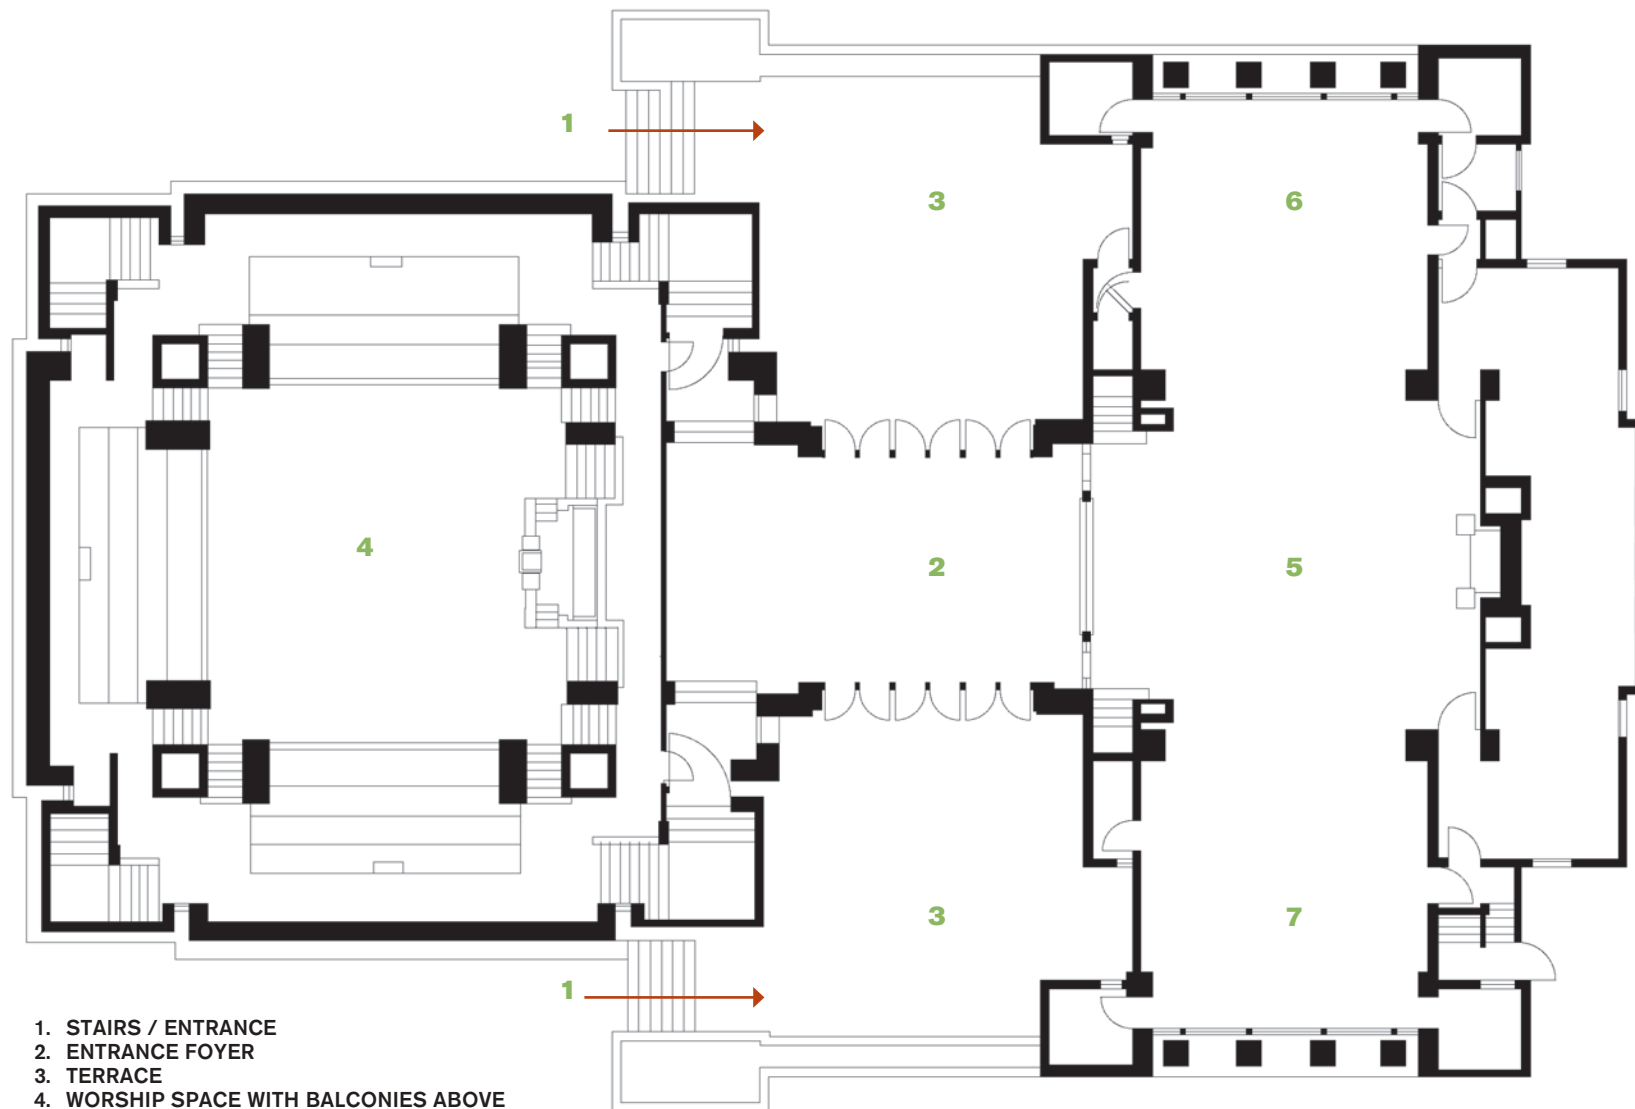 1
3
6
4
2
5
3
7
1
1. STAIRS / ENTRANCE
2. ENTRANCE FOYER
3. TERRACE
4. WORSHIP SPACE WITH BALCONIES ABOVE